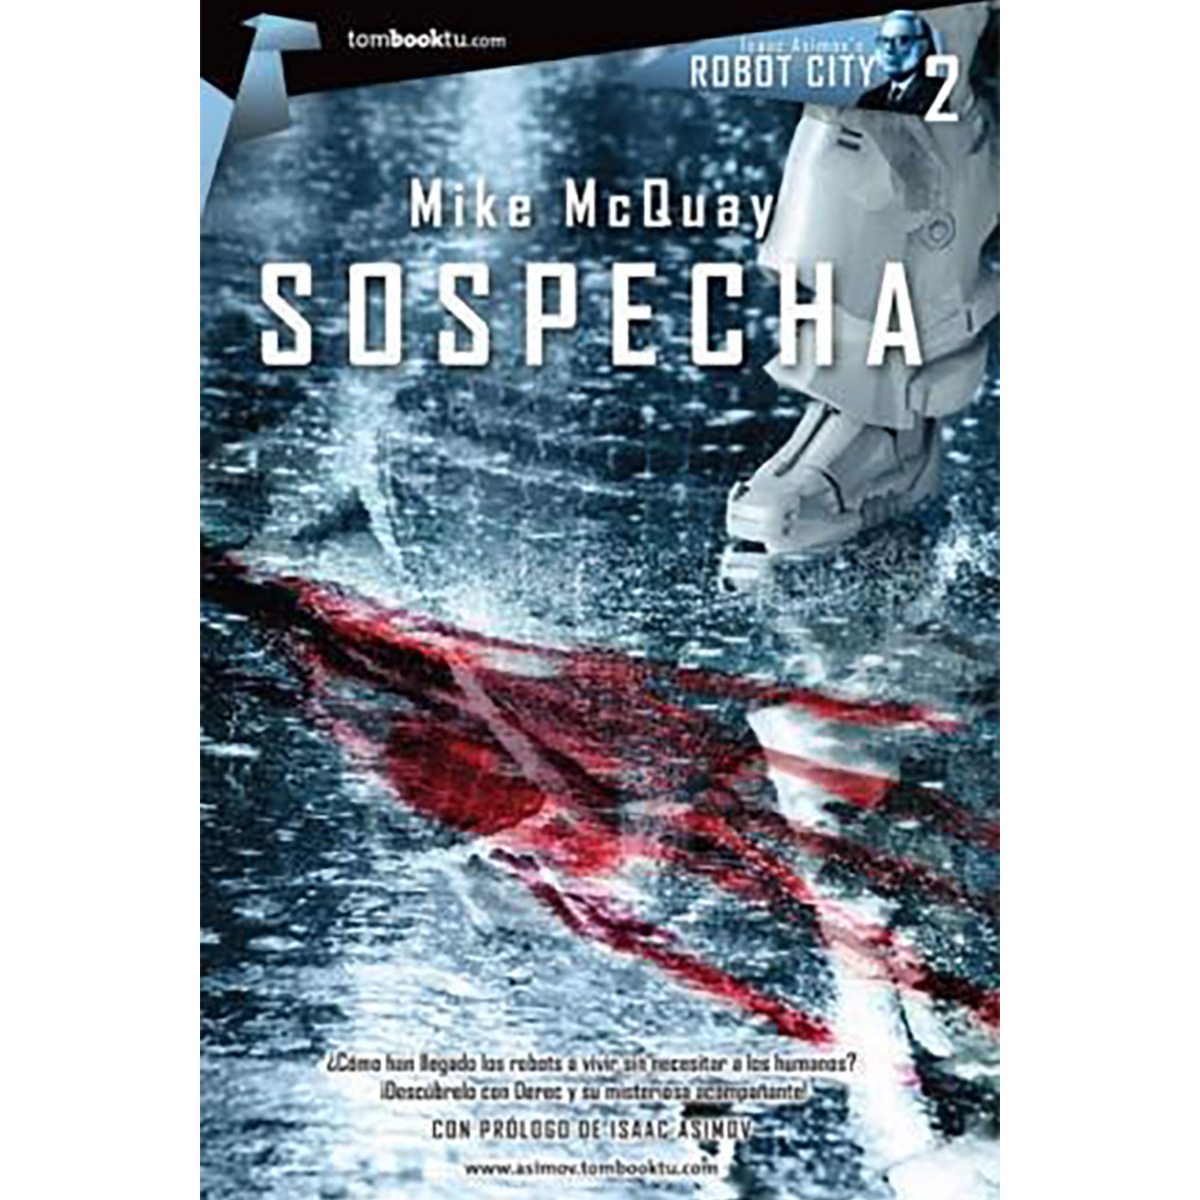 tombooktu.com
Isaac Asimov's
ROBOT CITY
2
Mike McQuay
SOSPECHA
¿Cómo han llegado los robots a vivir sin necesitar a los humanos?
¡Descúbrelo con Derec y su misteriosa acompañante!
CON PRÓLOGO DE ISAAC ASIMOV
www.asimov.tombooktu.com